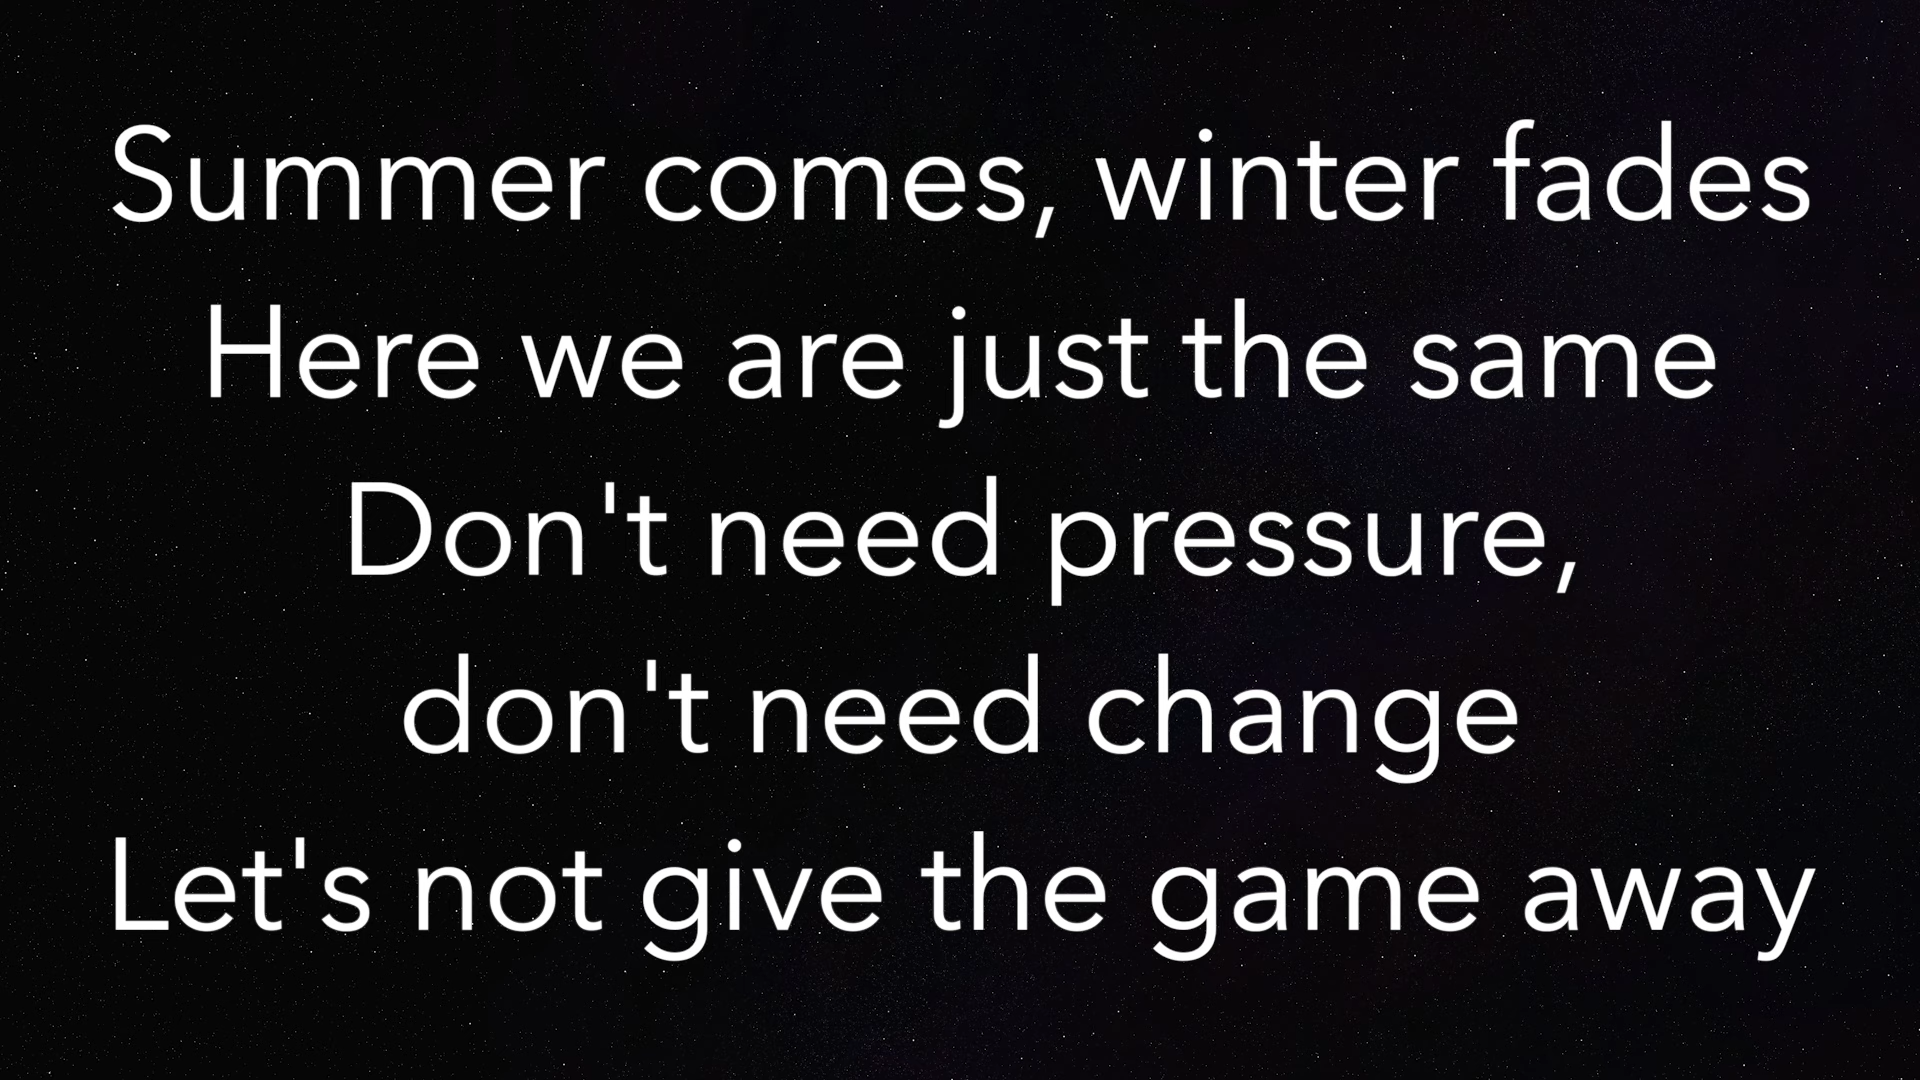 Summer comes, winter fades
Here we are just the same
Don't need pressure,
don't need change
Let's not give the game away